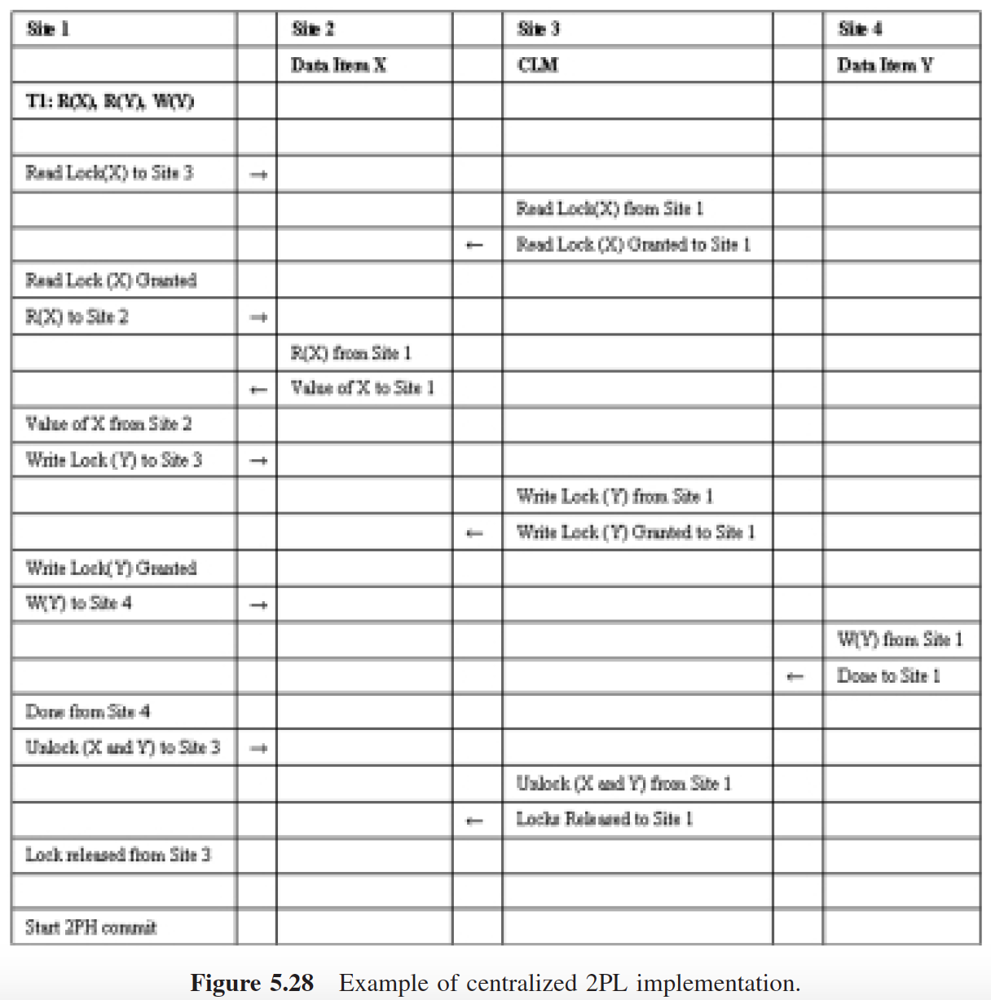 Site 1 Site 2 Site 3 Site 4
Data Item X CLM Data Item Y
T1: R(X), R(Y), W(Y)
Read Lock(X) to Site 3 →
Read Lock(X) from Site 1
← Read Lock (X) Granted to Site 1
Read Lock (X) Granted
R(X) to Site 2 →
R(X) from Site 1
← Value of X to Site 1
Value of X from Site 2
Write Lock (Y) to Site 3 →
Write Lock (Y) from Site 1
← Write Lock (Y) Granted to Site 1
Write Lock(Y) Granted
W(Y) to Site 4 →
W(Y) from Site 1
← Done to Site 1
Done from Site 4
Unlock (X and Y) to Site 3 →
Unlock (X and Y) from Site 1
← Locks Released to Site 1
Lock released from Site 3
Start 2PH commit
Figure 5.28 Example of centralized 2PL implementation.